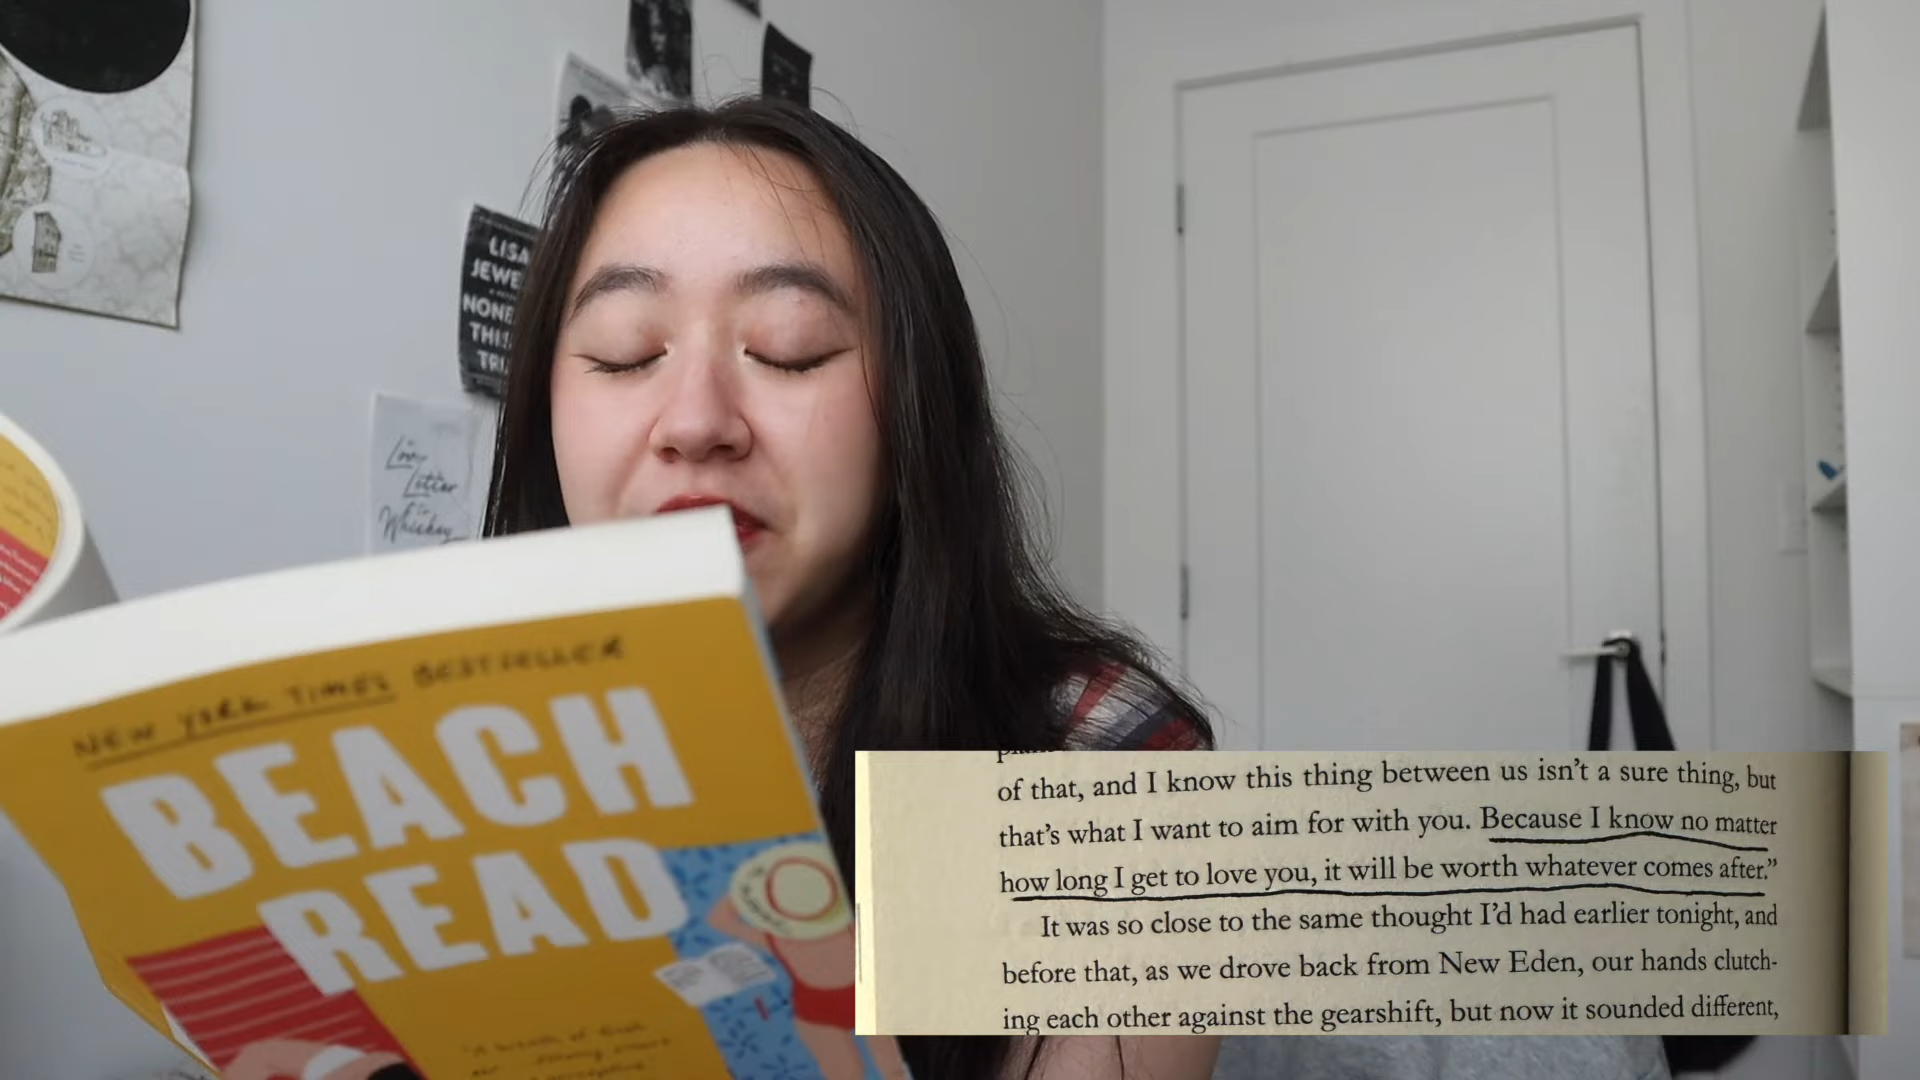 LISA
JEWE
NONE
THIS
TRU
Love
Letter
to
Whiskey
NEW YORK TIMES BESTSELLER
BEACH
READ
of that, and I know this thing between us isn't a sure thing, but
that's what I want to aim for with you. Because I know no matter
how long I get to love you, it will be worth whatever comes after."
It was so close to the same thought I'd had earlier tonight, and
before that, as we drove back from New Eden, our hands clutch-
ing each other against the gearshift, but now it sounded different,